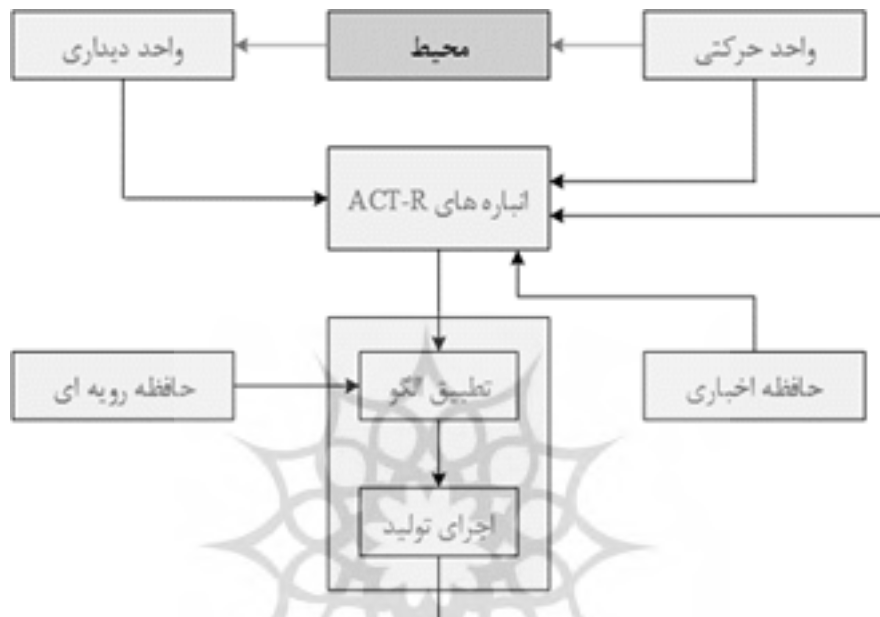 واحد حرکتی
محیط
واحد دیداری
انباره های ACT-R
حافظه اخباری
تطبیق الگو
حافظه رویه ای
اجرای تولید